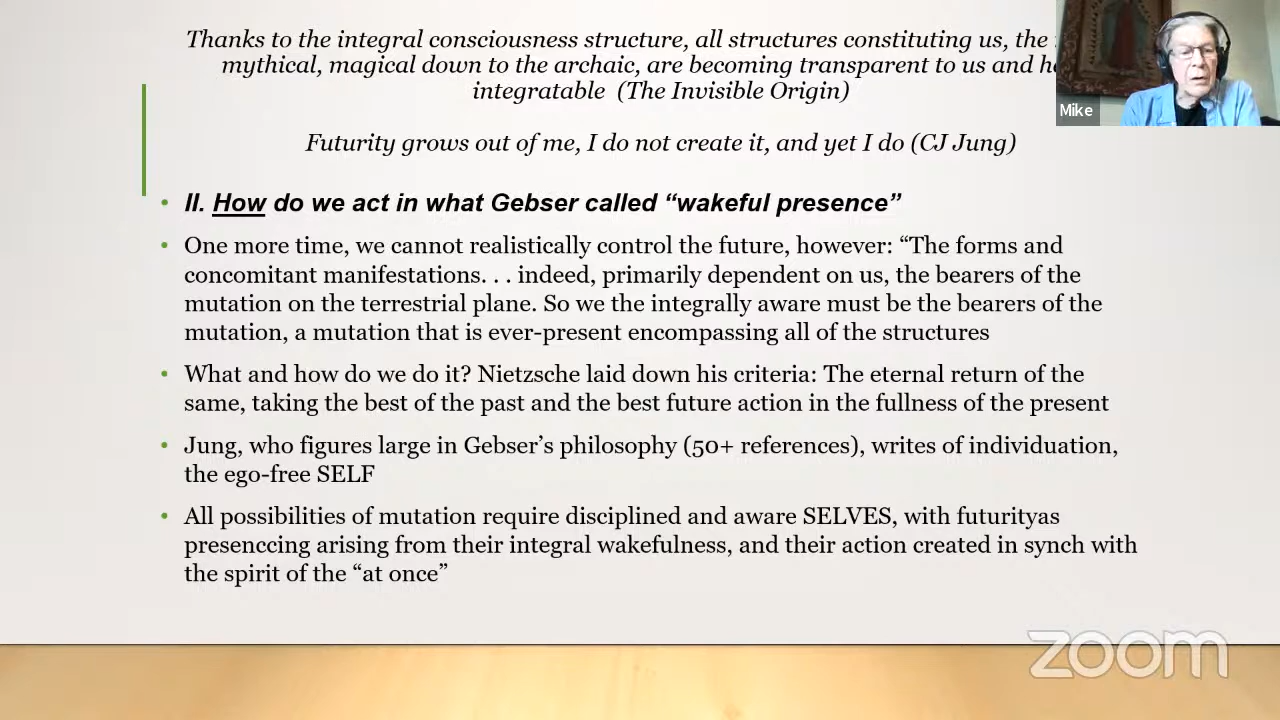 Thanks to the integral consciousness structure, all structures constituting us, the
mythical, magical down to the archaic, are becoming transparent to us and
integratable (The Invisible Origin)
Futurity grows out of me, I do not create it, and yet I do (CJ Jung)
Mike
• II. How do we act in what Gebser called “wakeful presence”
• One more time, we cannot realistically control the future, however: “The forms and
concomitant manifestations. . . indeed, primarily dependent on us, the bearers of the
mutation on the terrestrial plane. So we the integrally aware must be the bearers of the
mutation, a mutation that is ever-present encompassing all of the structures
• What and how do we do it? Nietzsche laid down his criteria: The eternal return of the
same, taking the best of the past and the best future action in the fullness of the present
• Jung, who figures large in Gebser’s philosophy (50+ references), writes of individuation,
the ego-free SELF
• All possibilities of mutation require disciplined and aware SELVES, with futurityas
presenccing arising from their integral wakefulness, and their action created in synch with
the spirit of the “at once”
zoom